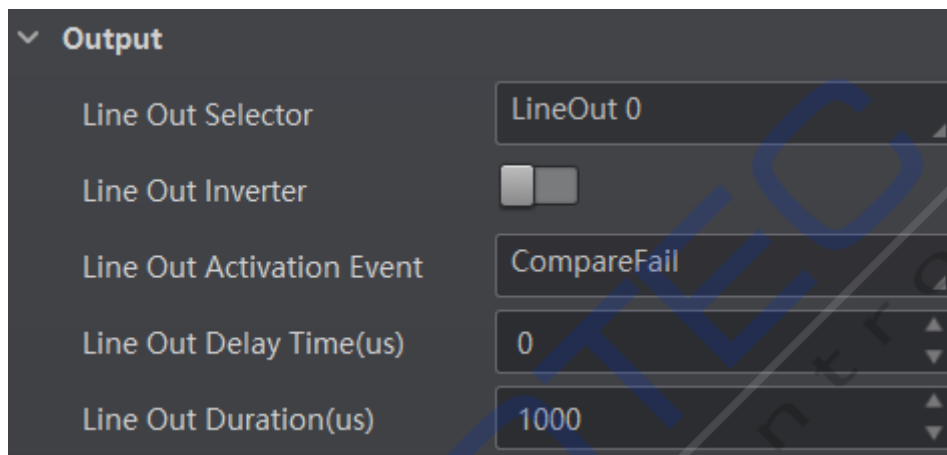 Output
Line Out Selector LineOut 0
Line Out Inverter
Line Out Activation Event CompareFail
Line Out Delay Time(us) 0
Line Out Duration(us) 1000